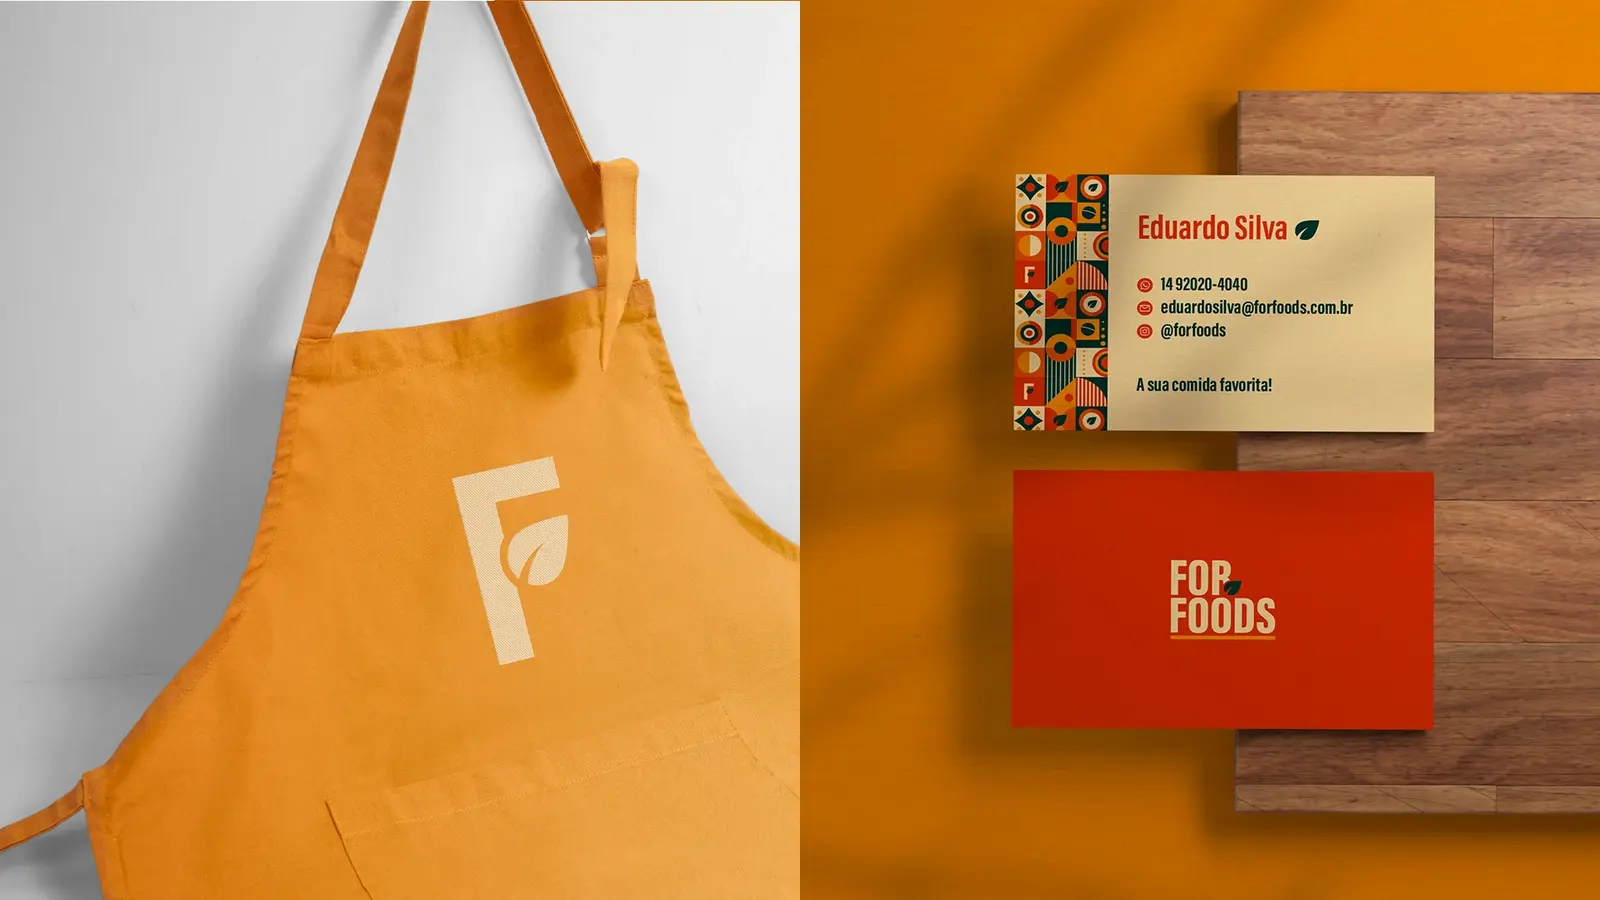 F
Eduardo Silva
14 92020-4040
eduardosilva@forfoods.com.br
@forfoods
A sua comida favorita!
F
F
FOR
FOODS